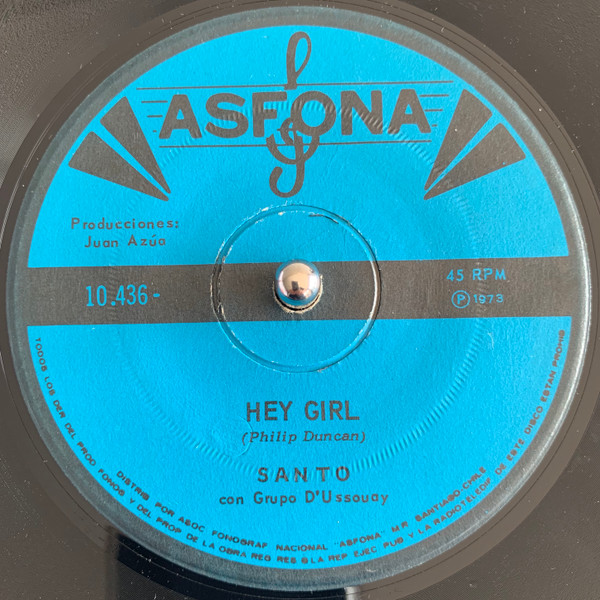 ASFONA
Producciones:
Juan Azúa
10.436-
45 RPM
Ⓟ 1973
HEY GIRL
(Philip Duncan)
SANTO
con Grupo D'Ussouay
TODOS LOS DER DEL PROD FONOG Y DEL PROP DE LA OBRA REG RES BLS LA REP EJEC PUB Y LA RADIOTELEDIF DE ESTE DISCO ESTAN PROHIB
DISTRIB POR ASOC FONOGRAF NACIONAL "ASFONA" M R SANTIAGO-CHILE